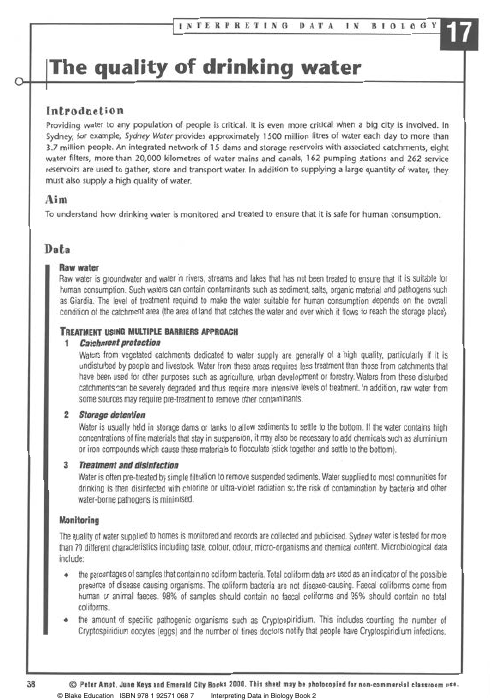 INTERPRETING DATA IN BIOLOGY
17
The quality of drinking water
Introduction
Providing water to any population of people is critical. It is even more critical when a big city is involved. In
Sydney, for example, Sydney Water provides approximately 1500 million litres of water each day to more than
3.7 million people. An integrated network of 15 dams and storage reservoirs with associated catchments, eight
water filters, more than 20,000 kilometres of water mains and canals, 162 pumping stations and 262 service
reservoirs are used to gather, store and transport water. In addition to supplying a large quantity of water, they
must also supply a high quality of water.
Aim
To understand how drinking water is monitored and treated to ensure that it is safe for human consumption.
Data
Raw water
Raw water is groundwater and water in rivers, streams and lakes that has not been treated to ensure that it is suitable for
human consumption. Such waters can contain contaminants such as sediment, salts, organic material and pathogens such
as Giardia. The level of treatment required to make the water suitable for human consumption depends on the overall
condition of the catchment area (the area of land that catches the water and over which it flows to reach the storage place).
TREATMENT USING MULTIPLE BARRIERS APPROACH
1 Catchment protection
Waters from vegetated catchments dedicated to water supply are generally of a high quality, particularly if it is
undisturbed by people and livestock. Water from these areas requires less treatment than those from catchments that
have been used for other purposes such as agriculture, urban development or forestry. Waters from these disturbed
catchments can be severely degraded and thus require more intensive levels of treatment. In addition, raw water from
some sources may require pre-treatment to remove other contaminants.
2 Storage detention
Water is usually held in storage dams or tanks to allow sediments to settle to the bottom. If the water contains high
concentrations of fine materials that stay in suspension, it may also be necessary to add chemicals such as aluminium
or iron compounds which cause these materials to flocculate (stick together and settle to the bottom).
3 Treatment and disinfection
Water is often pre-treated by simple filtration to remove suspended sediments. Water supplied to most communities for
drinking is then disinfected with chlorine or ultra-violet radiation so the risk of contamination by bacteria and other
water-borne pathogens is minimised.
Monitoring
The quality of water supplied to homes is monitored and records are collected and publicised. Sydney water is tested for more
than 70 different characteristics including taste, colour, odour, micro-organisms and chemical content. Microbiological data
include:
• the percentages of samples that contain no coliform bacteria. Total coliform data are used as an indicator of the possible
presence of disease causing organisms. The coliform bacteria are not disease-causing. Faecal coliforms come from
human or animal faeces. 98% of samples should contain no faecal coliforms and 95% should contain no total
coliforms.
• the amount of specific pathogenic organisms such as Cryptospiridium. This includes counting the number of
Cryptospiridium oocytes (eggs) and the number of times doctors notify that people have Cryptospiridium infections.
38
© Peter Ampt, June Keys and Emerald City Books 2000. This sheet may be photocopied for non-commercial classroom use.
© Blake Education ISBN 978 1 92571 068 7 Interpreting Data in Biology Book 2